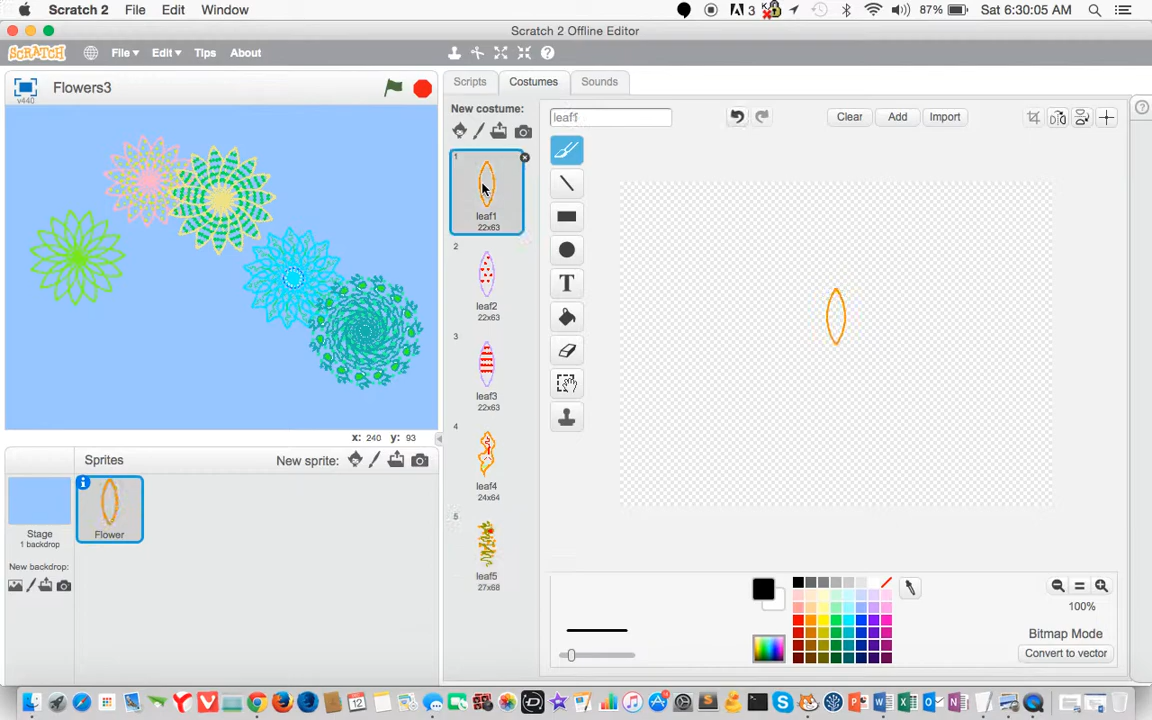 Scratch 2 File Edit Window
3 87% Sat 6:30:05 AM
Scratch 2 Offline Editor
SCRATCH File Edit Tips About
Flowers3
v440
Scripts Costumes Sounds
New costume:
leaf1
Clear Add Import
1
leaf1
22x63
2
leaf2
22x63
3
leaf3
22x63
4
leaf4
24x64
5
leaf5
27x68
T
x: 240 y: 93
Sprites New sprite:
Stage
1 backdrop
New backdrop:
Flower
100%
Bitmap Mode
Convert to vector